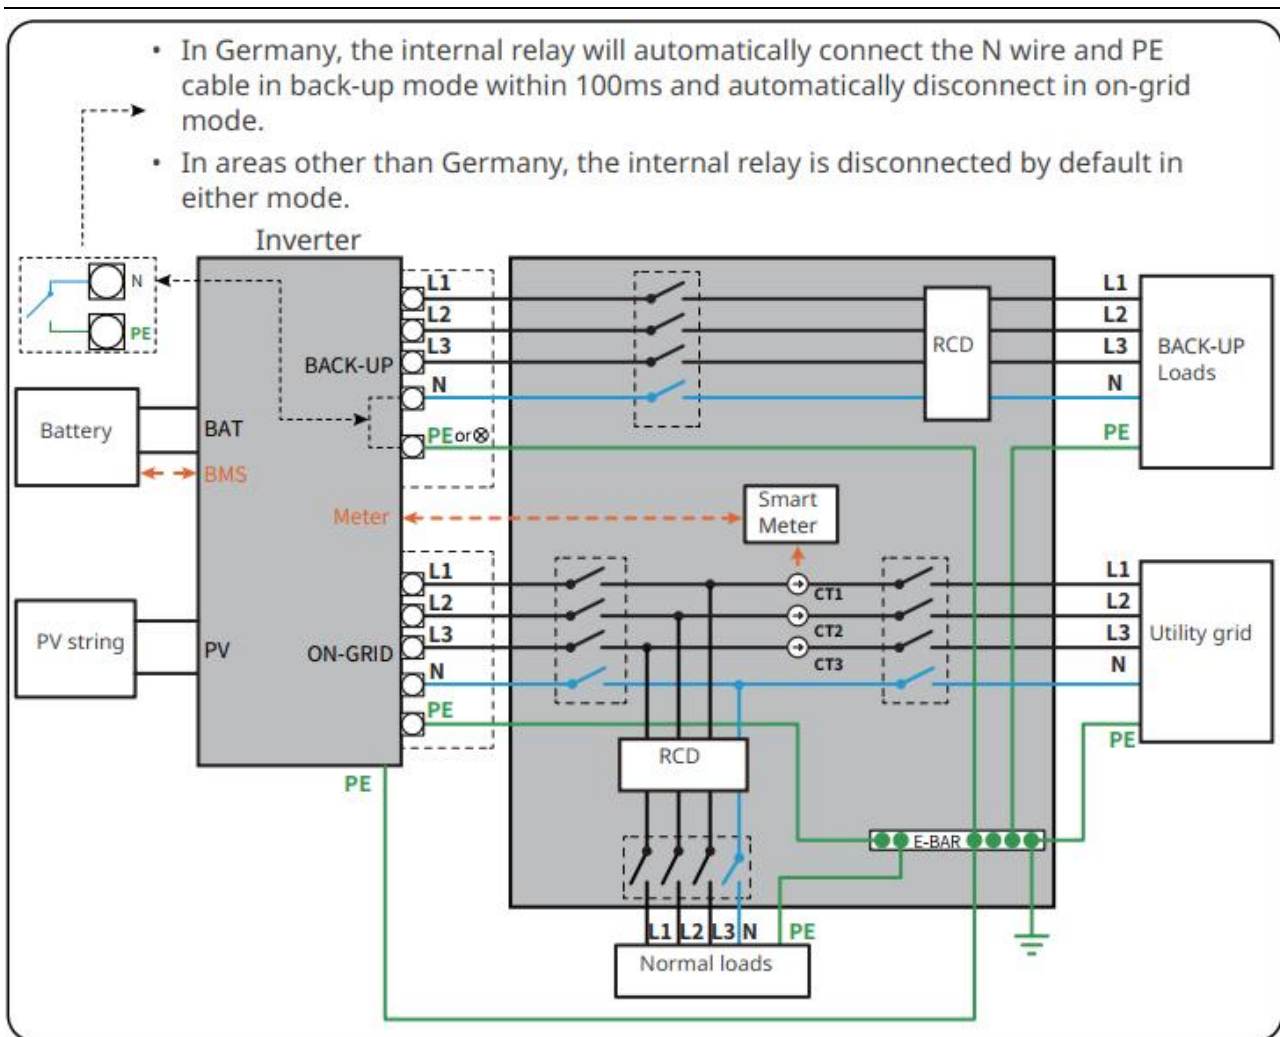 • In Germany, the internal relay will automatically connect the N wire and PE
cable in back-up mode within 100ms and automatically disconnect in on-grid
mode.
• In areas other than Germany, the internal relay is disconnected by default in
either mode.
Inverter
N
PE
L1
L2
L3
N
PE or ⊗
BACK-UP
RCD
L1
L2
L3
N
PE
BACK-UP
Loads
Battery
BAT
BMS
Meter
Smart
Meter
L1
L2
L3
N
PE
ON-GRID
CT1
CT2
CT3
L1
L2
L3
N
PE
Utility grid
PV string
PV
RCD
PE
E-BAR
L1 L2 L3 N PE
Normal loads